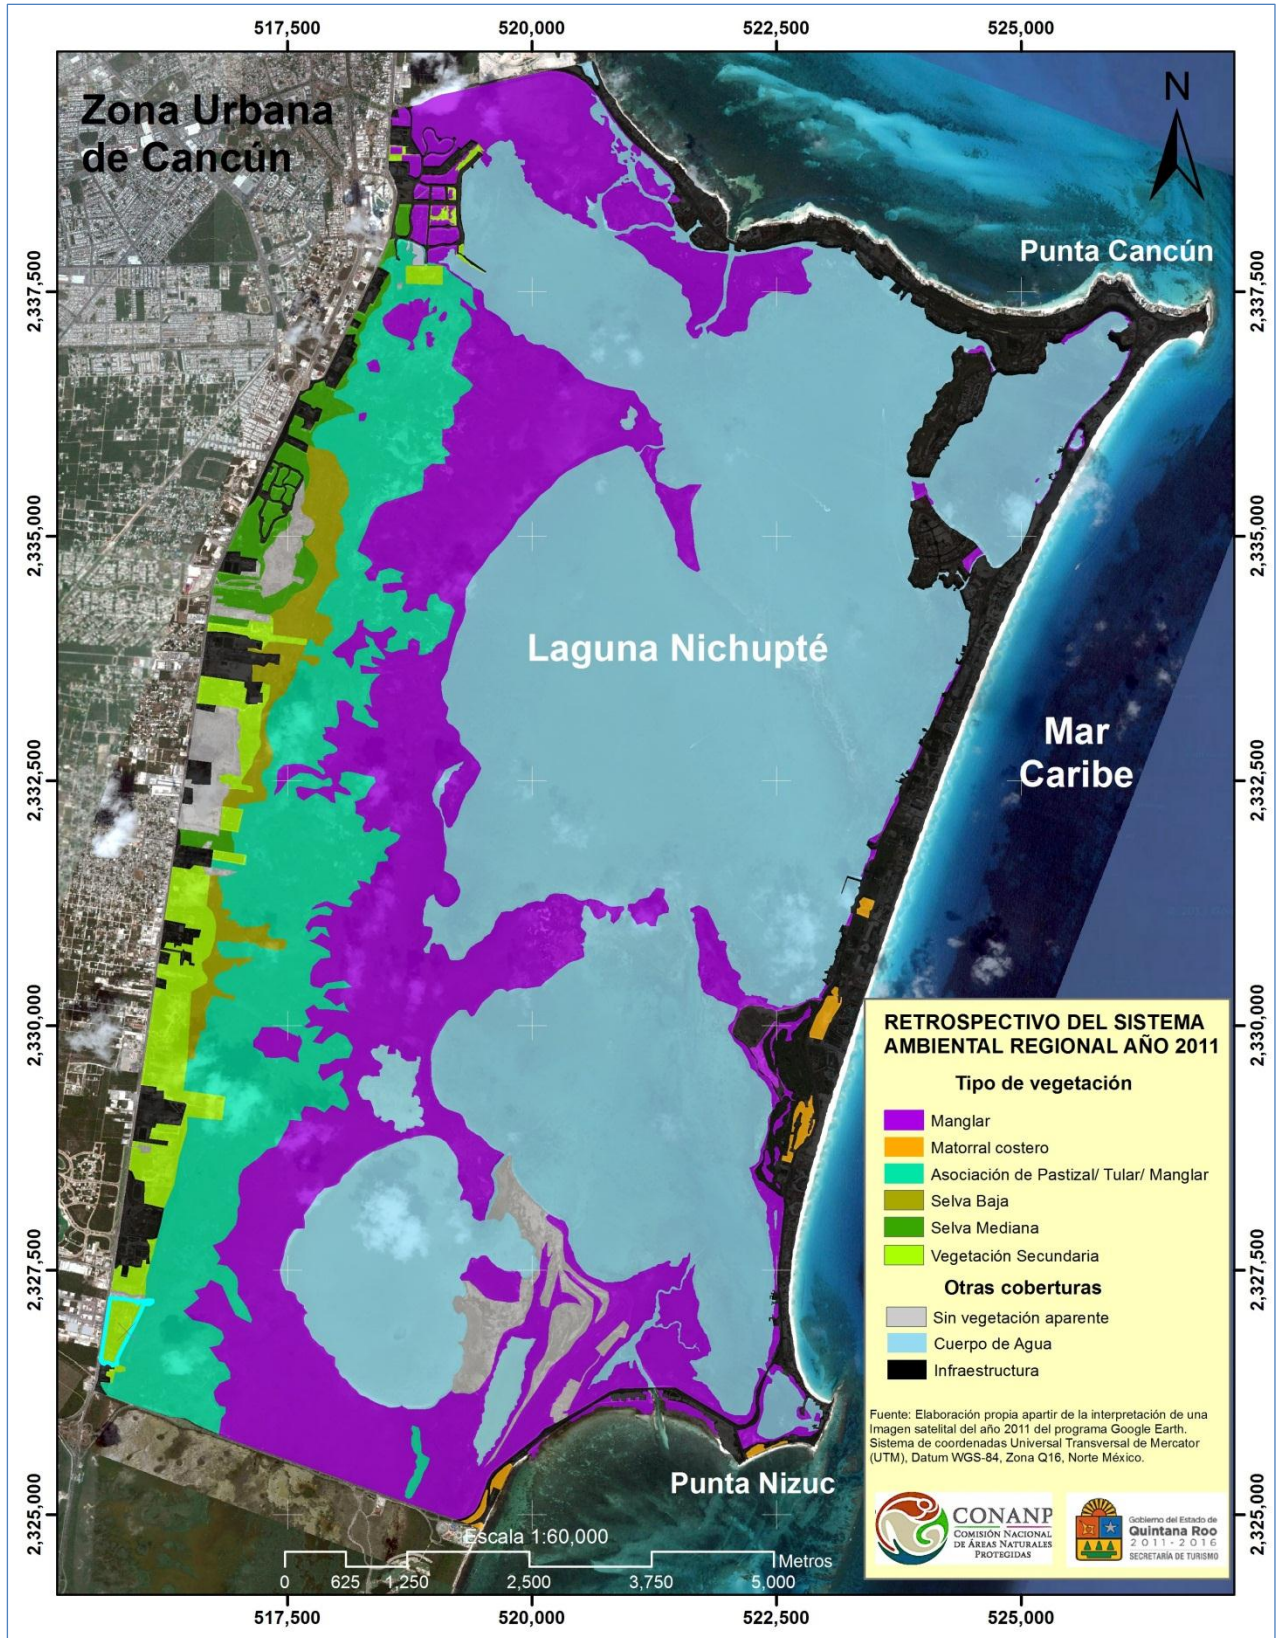 517,500 520,000 522,500 525,000
Zona Urbana
de Cancún
N
Punta Cancún
2,337,500 2,337,500
2,335,000 2,335,000
Laguna Nichupté
Mar
Caribe
2,332,500 2,332,500
2,330,000 2,330,000
RETROSPECTIVO DEL SISTEMA
AMBIENTAL REGIONAL AÑO 2011
Tipo de vegetación
Manglar
Matorral costero
Asociación de Pastizal/ Tular/ Manglar
Selva Baja
Selva Mediana
Vegetación Secundaria
Otras coberturas
Sin vegetación aparente
Cuerpo de Agua
Infraestructura
2,327,500 2,327,500
Fuente: Elaboración propia apartir de la interpretación de una
Imagen satelital del año 2011 del programa Google Earth.
Sistema de coordenadas Universal Transversal de Mercator
(UTM), Datum WGS-84, Zona Q16, Norte México.
Punta Nizuc
CONANP
COMISIÓN NACIONAL
DE ÁREAS NATURALES
PROTEGIDAS
Gobierno del Estado de
Quintana Roo
2011-2016
SECRETARÍA DE TURISMO
2,325,000 2,325,000
Escala 1:60,000
Metros
0 625 1,250 2,500 3,750 5,000
517,500 520,000 522,500 525,000